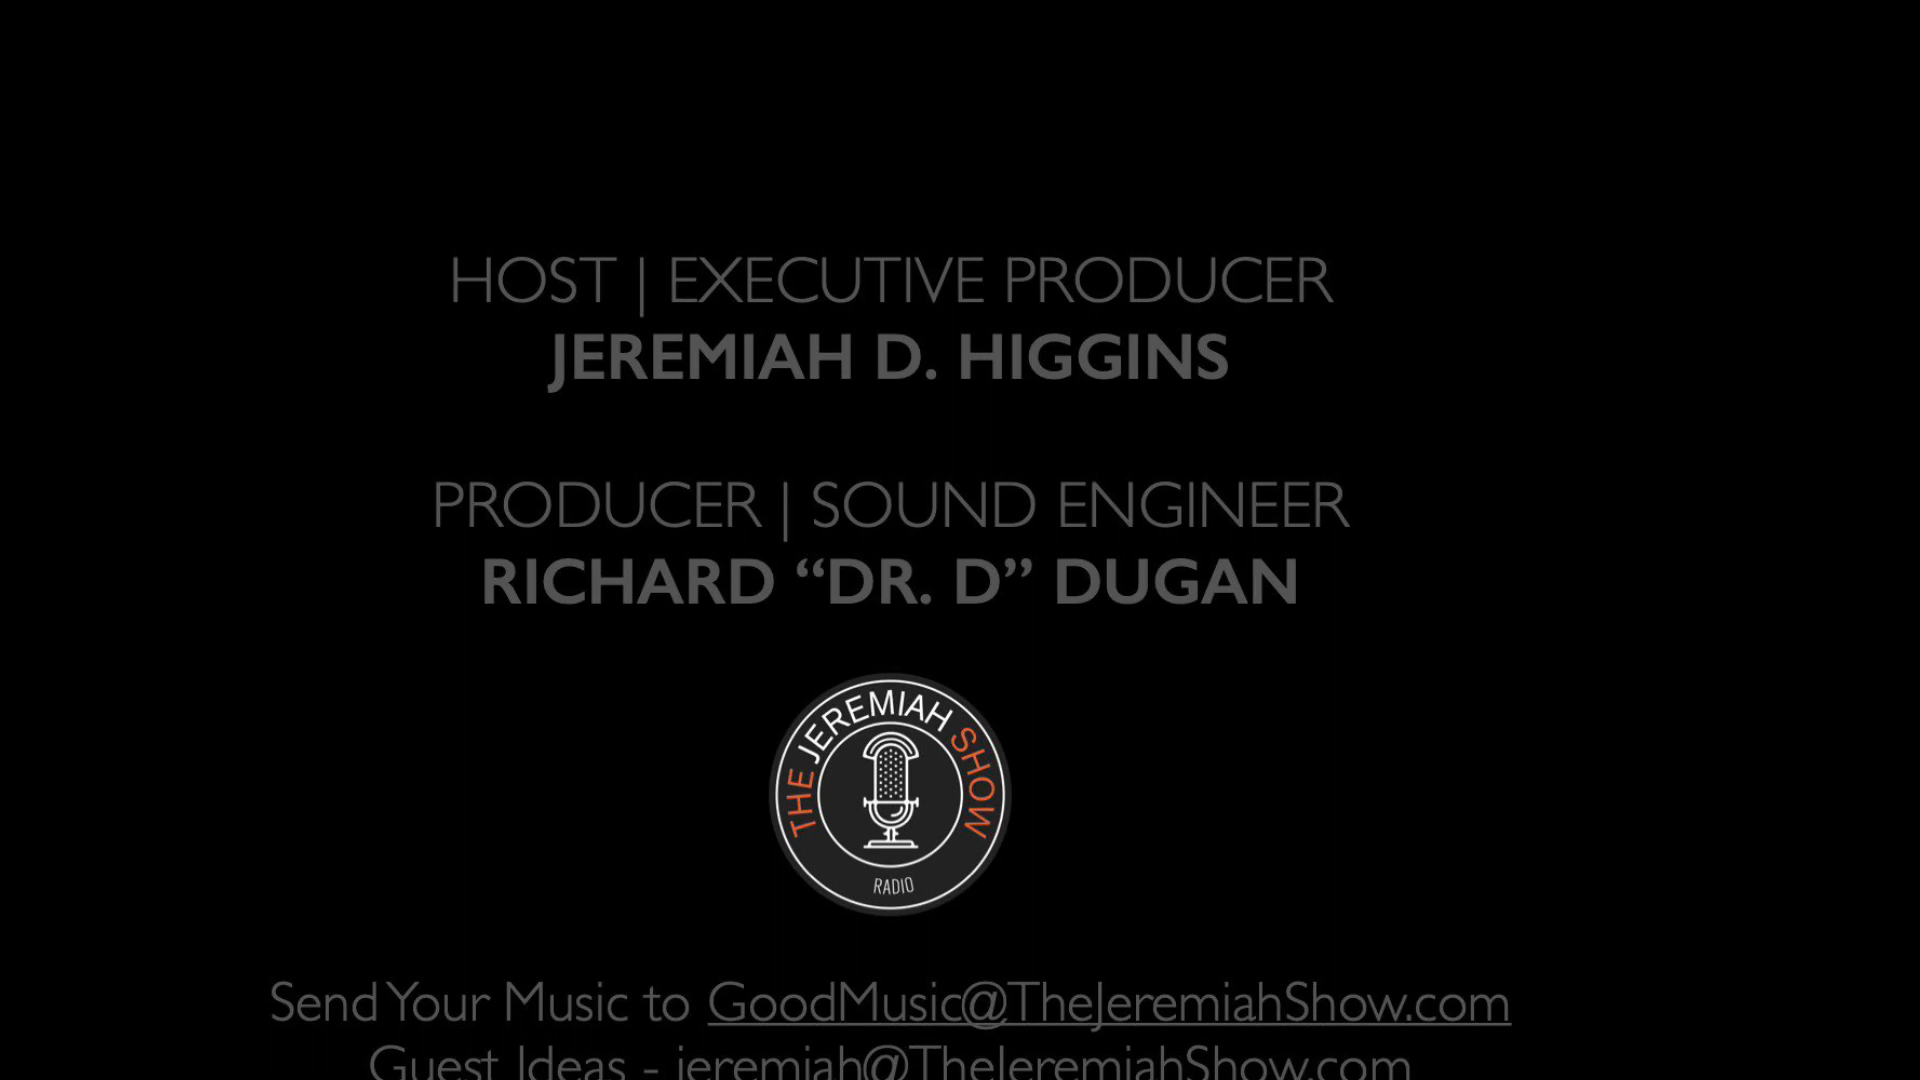 HOST | EXECUTIVE PRODUCER
JEREMIAH D. HIGGINS
PRODUCER | SOUND ENGINEER
RICHARD “DR. D” DUGAN
THE JEREMIAH SHOW
RADIO
Send Your Music to GoodMusic@TheJeremiahShow.com
Guest Ideas - jeremiah@TheJeremiahShow.com